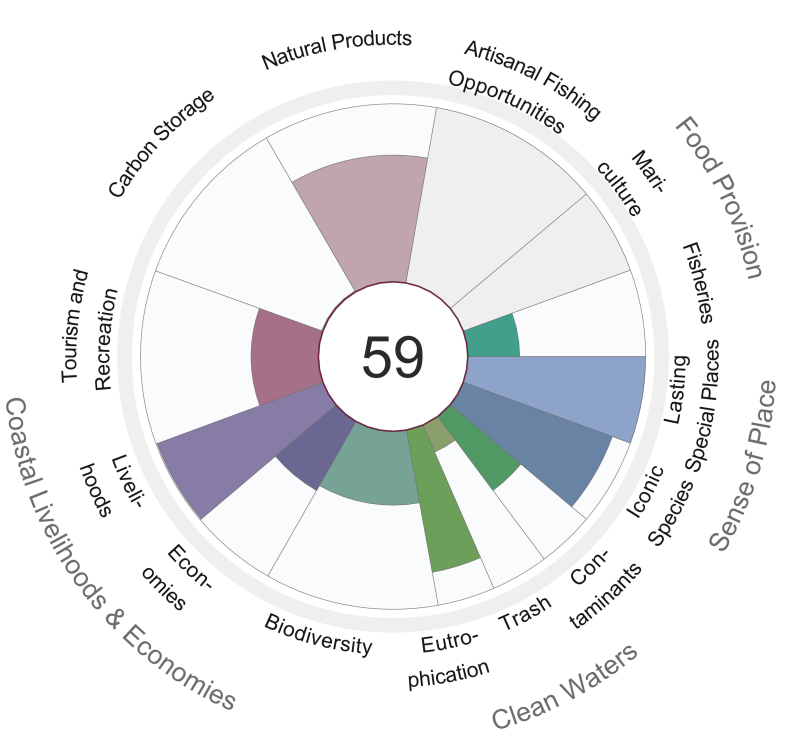 Natural Products
Artisanal Fishing
Opportunities
Mari-
culture
Food Provision
Fisheries
Lasting
Special Places
Sense of Place
Iconic
Species
Con-
taminants
Trash
Clean Waters
Eutro-
phication
Biodiversity
Econ-
omies
Liveli-
hoods
Coastal Livelihoods & Economies
Tourism and
Recreation
Carbon Storage
59